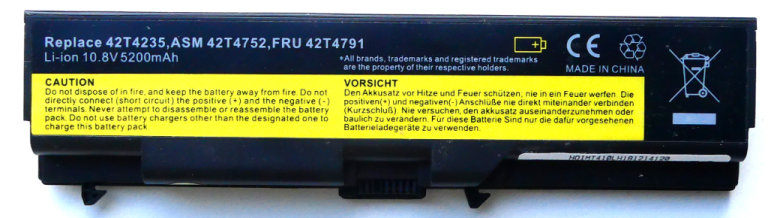 Replace 42T4235,ASM 42T4752,FRU 42T4791
Li-ion 10.8V 5200mAh
*All brands, trademarks and registered trademarks
are the property of their respective holders.
CE
MADE IN CHINA
CAUTION
Do not dispose of in fire, and keep the battery away from fire. Do not
directly connect (short circuit) the positive (+) and the negative (-)
terminals. Never attempt to disassemble or reassemble the battery
pack. Do not use battery chargers other than the designated one to
charge this battery pack
VORSICHT
Den Akkusatz vor Hitze und Feuer schützen; nie in ein Feuer werfen. Die
positiven(+) und negativen(-) Anschlüße nie direkt miteinander verbinden
(Kurzschluß) Nie versuchen, den akkusatz auseinanderzunehmen oder
baulich zu verändern. Für diese Batterie Sind nur die dafür vorgesehenen
Batterieladegeräte zu verwenden.